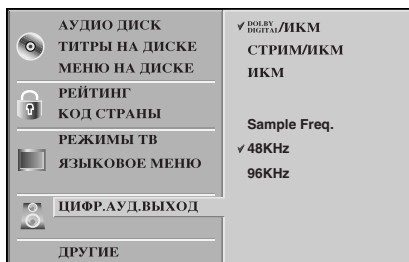 АУДИО ДИСК
ТИТРЫ НА ДИСКЕ
МЕНЮ НА ДИСКЕ
РЕЙТИНГ
КОД СТРАНЫ
РЕЖИМЫ ТВ
ЯЗЫКОВОЕ МЕНЮ
ЦИФР.АУД.ВЫХОД
ДРУГИЕ
✓ DOLBY DIGITAL/ИКМ
СТРИМ/ИКМ
ИКМ
Sample Freq.
✓ 48KHz
96KHz